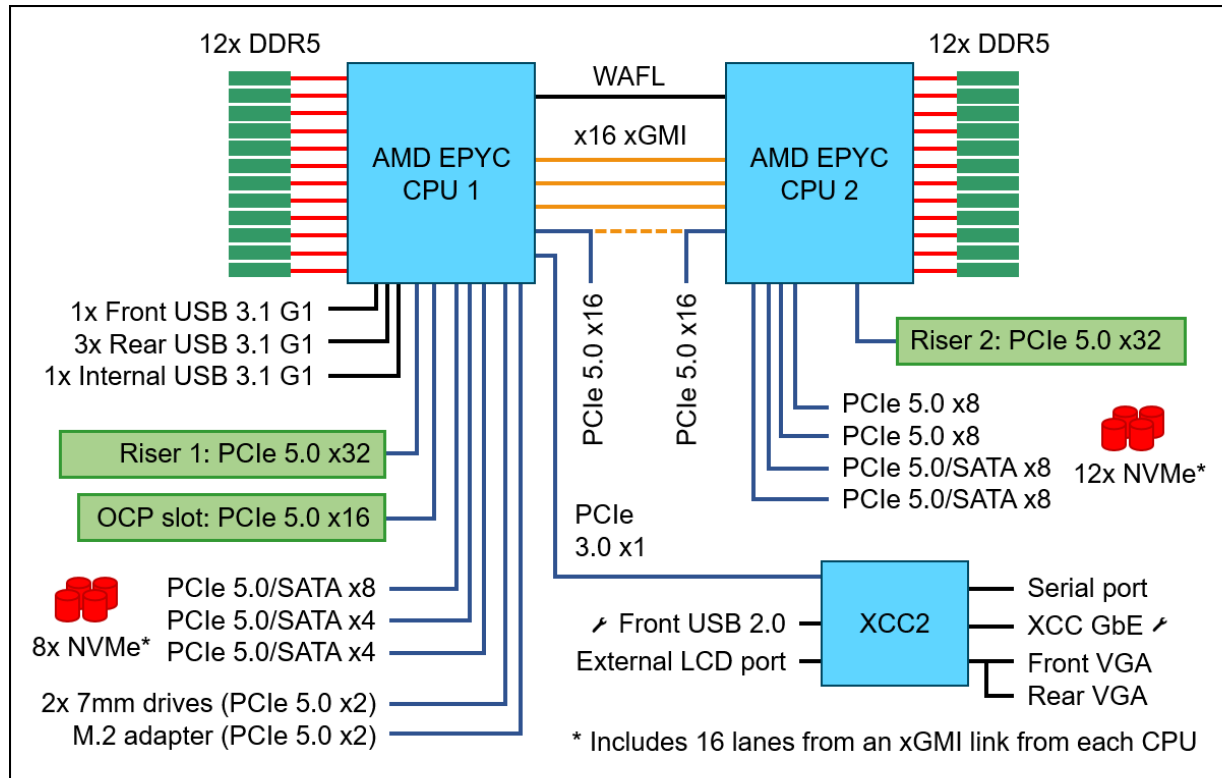 12x DDR5
12x DDR5
WAFL
x16 xGMI
AMD EPYC
CPU 1
AMD EPYC
CPU 2
1x Front USB 3.1 G1
3x Rear USB 3.1 G1
1x Internal USB 3.1 G1
PCIe 5.0 x16
PCIe 5.0 x16
Riser 2: PCIe 5.0 x32
Riser 1: PCIe 5.0 x32
OCP slot: PCIe 5.0 x16
PCIe 5.0 x8
PCIe 5.0 x8
PCIe 5.0/SATA x8
PCIe 5.0/SATA x8
12x NVMe*
PCIe
3.0 x1
PCIe 5.0/SATA x8
PCIe 5.0/SATA x4
PCIe 5.0/SATA x4
8x NVMe*
2x 7mm drives (PCIe 5.0 x2)
M.2 adapter (PCIe 5.0 x2)
Front USB 2.0
External LCD port
XCC2
Serial port
XCC GbE
Front VGA
Rear VGA
* Includes 16 lanes from an xGMI link from each CPU